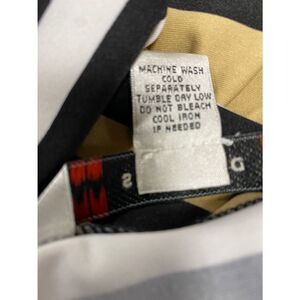 MACHINE WASH
COLD
SEPARATELY
TUMBLE DRY LOW
DO NOT BLEACH
COOL IRON
IF NEEDED